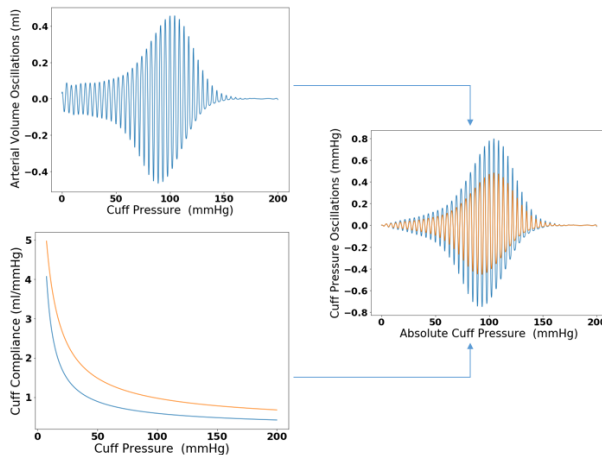 Arterial Volume Oscillations (ml)
0.4
0.2
0.0
−0.2
−0.4
0 50 100 150 200
Cuff Pressure (mmHg)
Cuff Compliance (ml/mmHg)
5
4
3
2
1
0 50 100 150 200
Cuff Pressure (mmHg)
Cuff Pressure Oscillations (mmHg)
0.8
0.6
0.4
0.2
0.0
−0.2
−0.4
−0.6
−0.8
0 50 100 150 200
Absolute Cuff Pressure (mmHg)